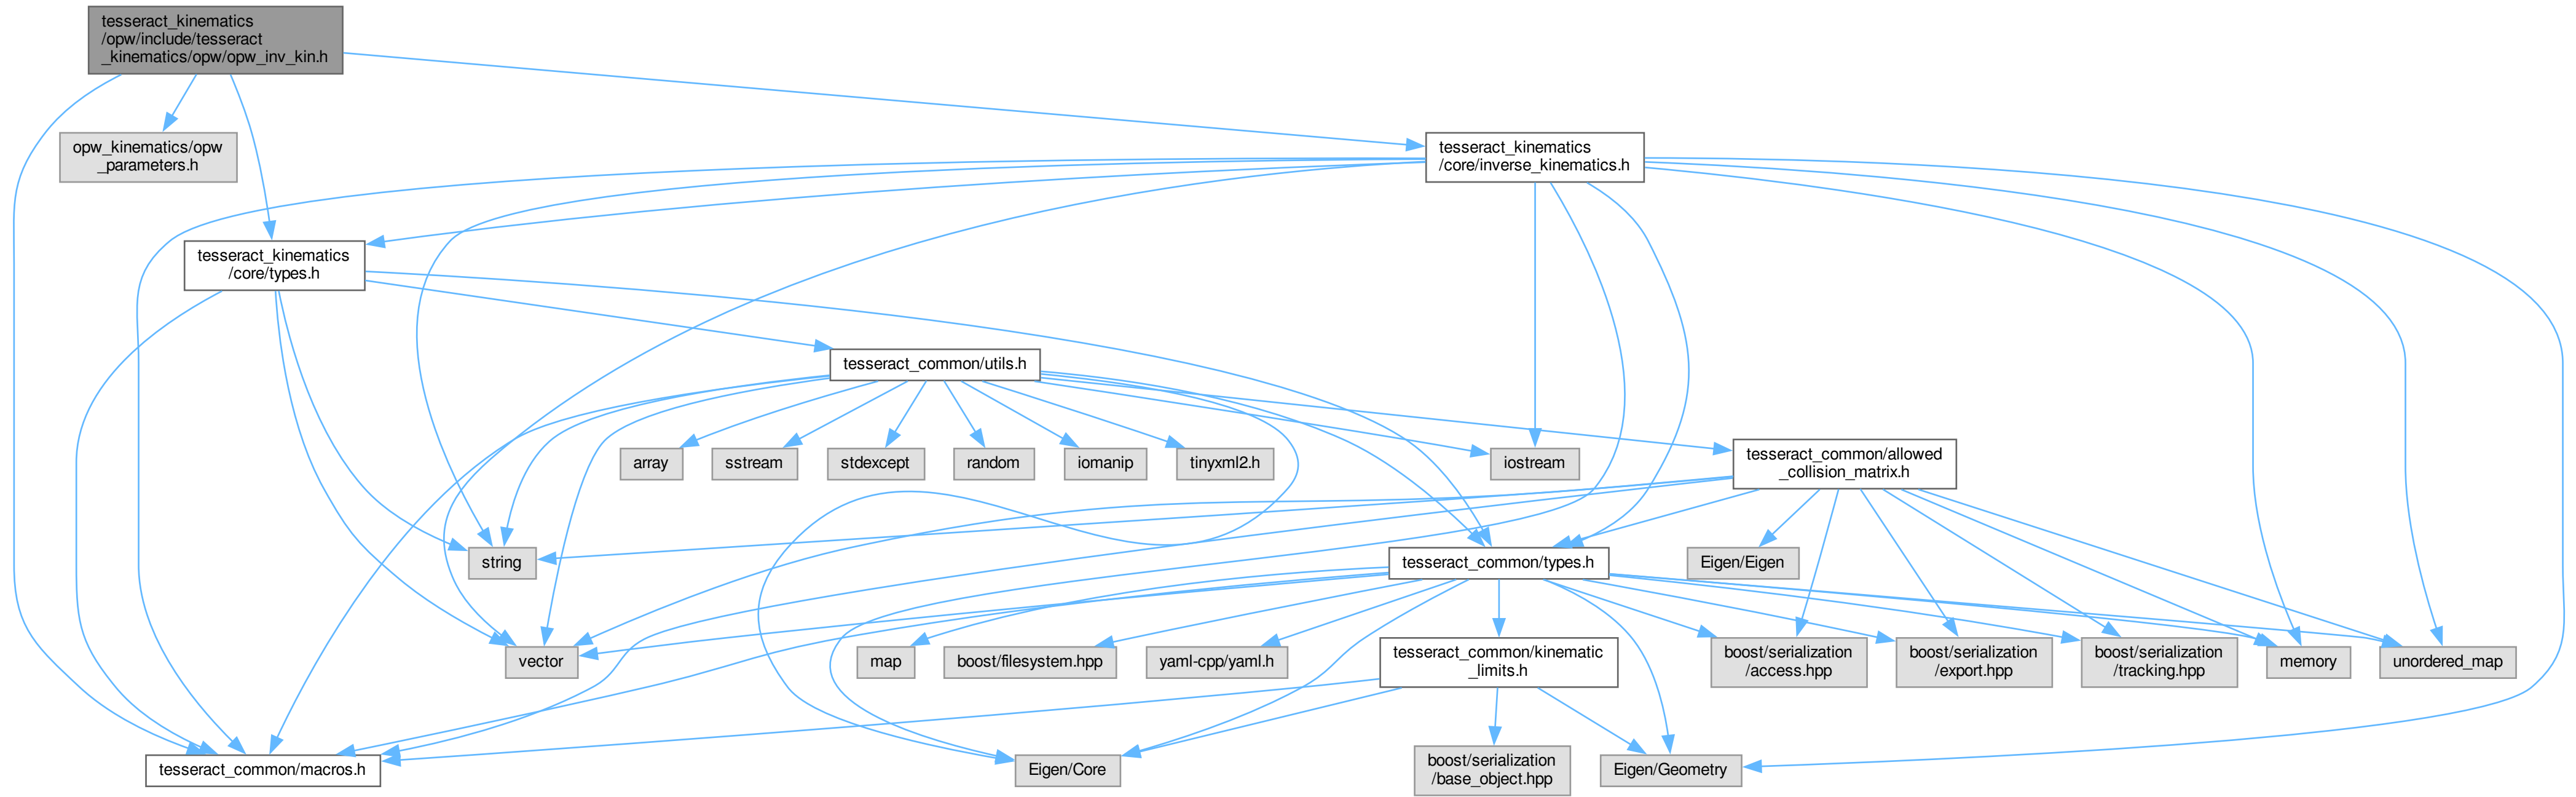 tesseract_kinematics
/opw/include/tesseract
_kinematics/opw/opw_inv_kin.h
opw_kinematics/opw
_parameters.h
tesseract_kinematics
/core/inverse_kinematics.h
tesseract_kinematics
/core/types.h
tesseract_common/utils.h
array
sstream
stdexcept
random
iomanip
tinyxml2.h
iostream
tesseract_common/allowed
_collision_matrix.h
string
tesseract_common/types.h
Eigen/Eigen
vector
map
boost/filesystem.hpp
yaml-cpp/yaml.h
tesseract_common/kinematic
_limits.h
boost/serialization
/access.hpp
boost/serialization
/export.hpp
boost/serialization
/tracking.hpp
memory
unordered_map
tesseract_common/macros.h
Eigen/Core
boost/serialization
/base_object.hpp
Eigen/Geometry